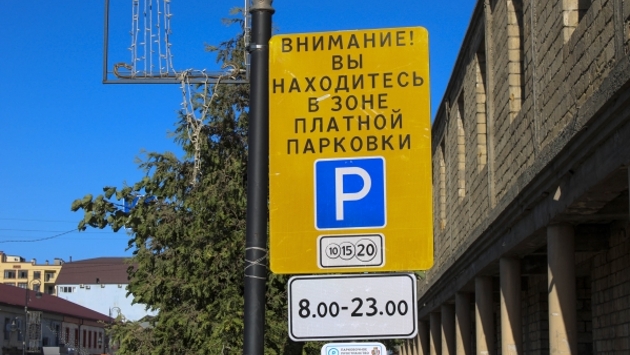 ВНИМАНИЕ!
ВЫ
НАХОДИТЕСЬ
В ЗОНЕ
ПЛАТНОЙ
ПАРКОВКИ
P
10 15 20
8.00-23.00